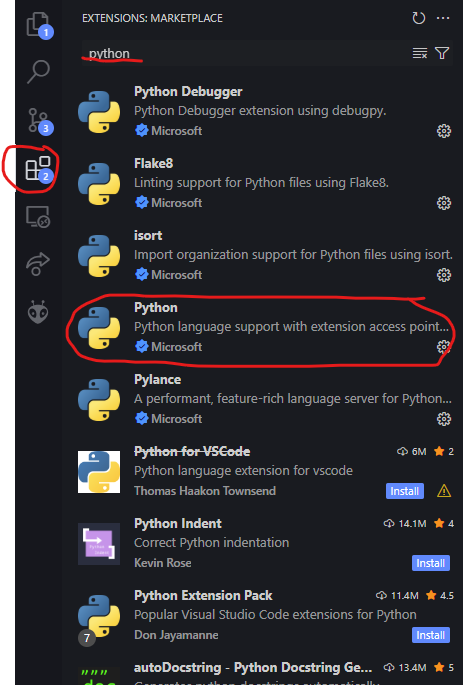 EXTENSIONS: MARKETPLACE
1
python
Python Debugger
Python Debugger extension using debugpy.
Microsoft
3
Flake8
Linting support for Python files using Flake8.
2
Microsoft
isort
Import organization support for Python files using isort.
Microsoft
Python
Python language support with extension access point...
Microsoft
Pylance
A performant, feature-rich language server for Python...
Microsoft
Python for VSCode 6M 2
Python language extension for vscode
Thomas Haakon Townsend Install
Python Indent 14.1M 4
Correct Python indentation
Kevin Rose Install
Python Extension Pack 11.4M 4.5
Popular Visual Studio Code extensions for Python
7 Don Jayamanne Install
autoDocstring - Python Docstring Ge... 13.4M 5
Generate python docstrings automatically